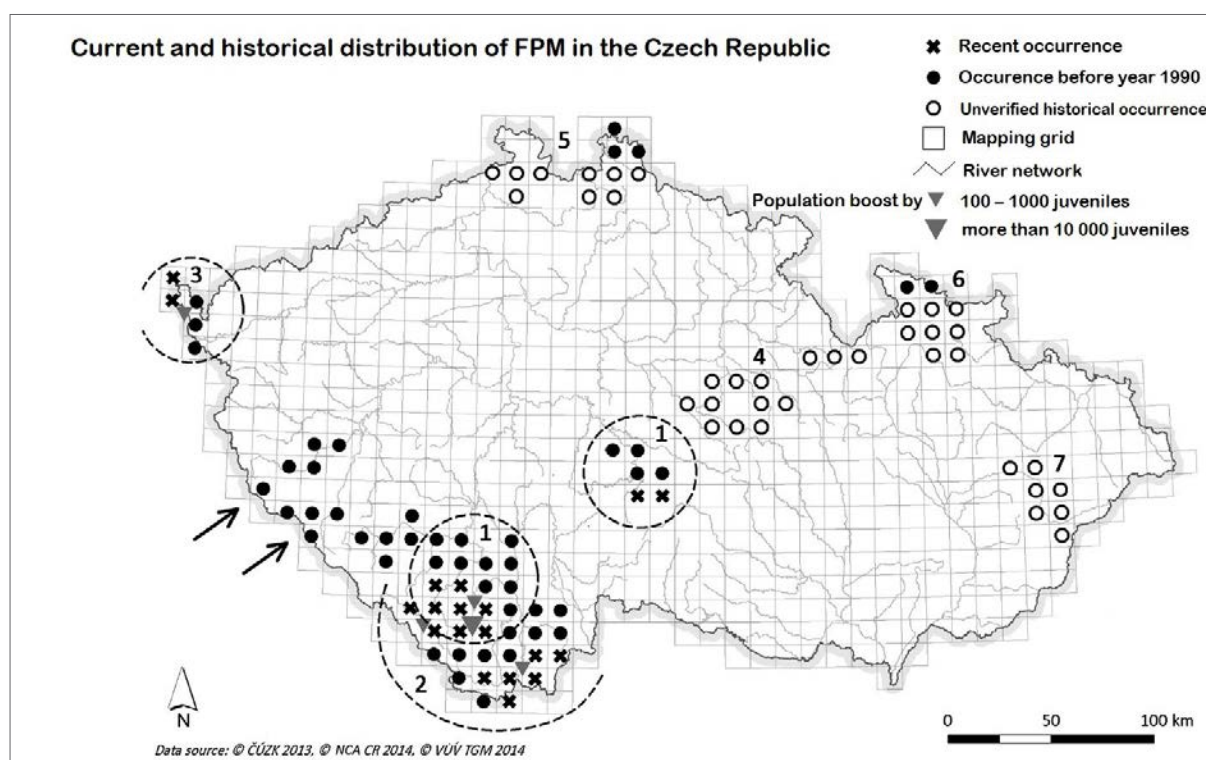 Current and historical distribution of FPM in the Czech Republic
Recent occurrence
Occurence before year 1990
Unverified historical occurrence
Mapping grid
River network
Population boost by
100 – 1000 juveniles
more than 10 000 juveniles
5
3
6
4
1
7
1
2
N
0 50 100 km
Data source: © ČÚZK 2013, © NCA CR 2014, © VÚV TGM 2014